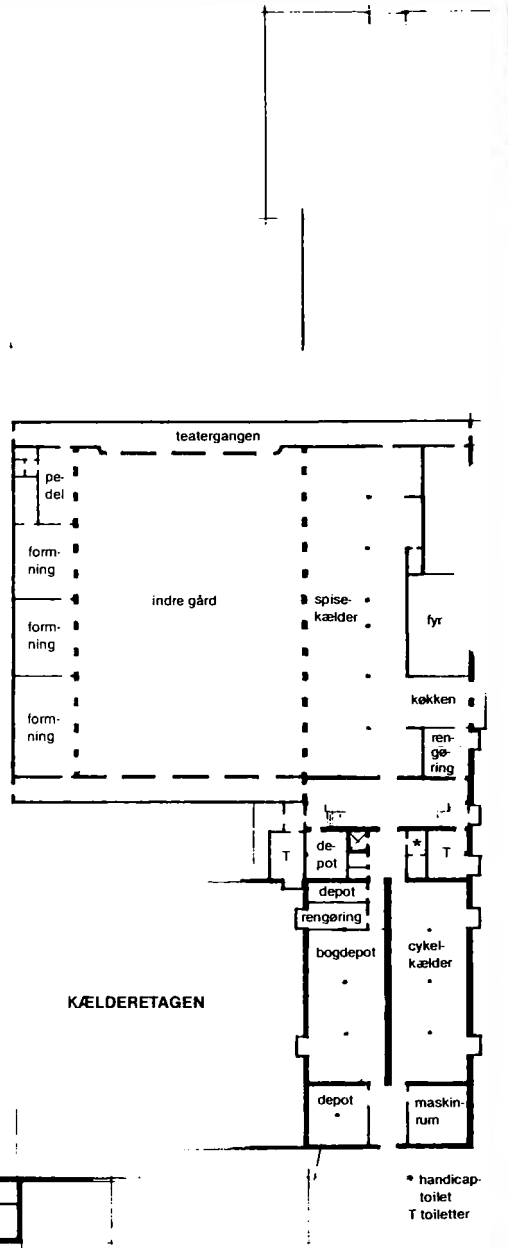 teatergangen
pe-
del
form-
ning
form-
ning
form-
ning
indre gård
spise-
kælder
fyr
køkken
ren-
gø-
ring
T
de-
pot
*
T
depot
rengøring
bogdepot
cykel-
kælder
KÆLDERETAGEN
depot
maskin-
rum
* handicap-
toilet
T toiletter